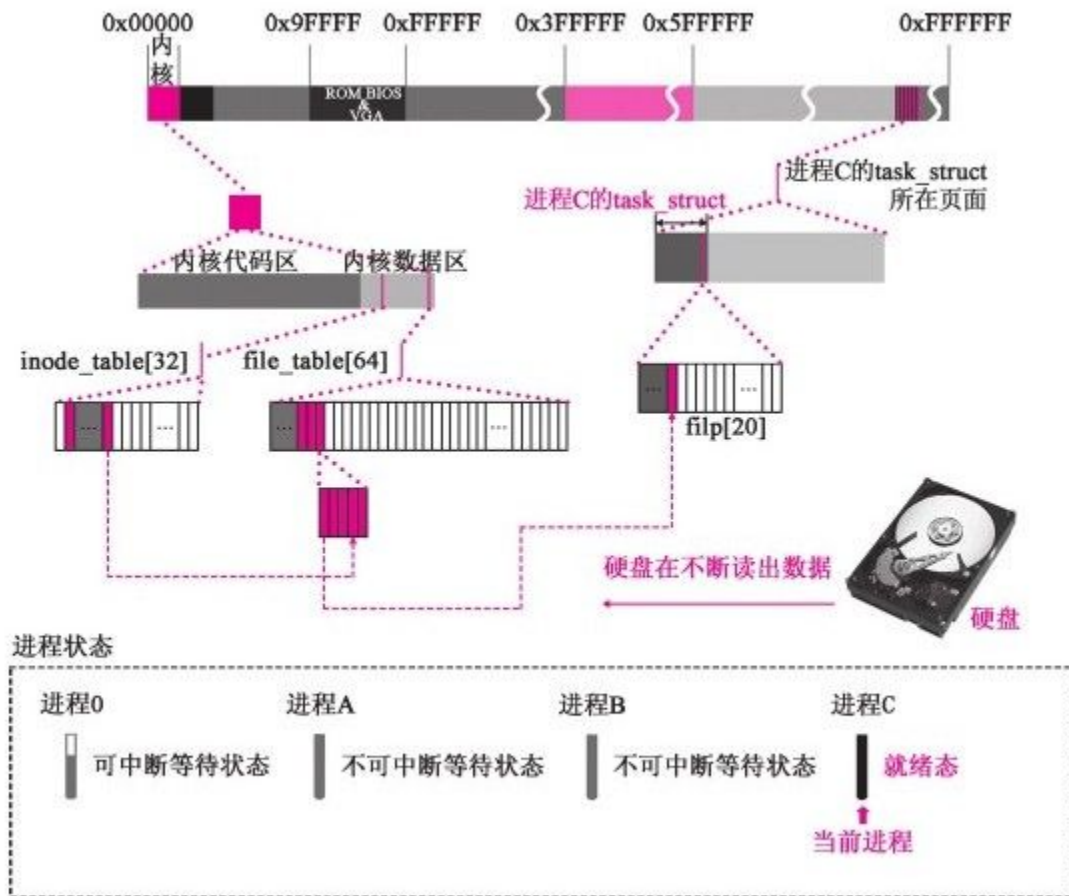 0x00000 0x9FFFF 0xFFFFF 0x3FFFFF 0x5FFFFF 0xFFFFFF
内
核
ROM BIOS
&
VGA
进程C的task_struct
所在页面
进程C的task_struct
内核代码区 内核数据区
inode_table[32] file_table[64]
... ... ... ... ... ...
filp[20]
硬盘在不断读出数据
硬盘
进程状态
进程0 进程A 进程B 进程C
可中断等待状态 不可中断等待状态 不可中断等待状态 就绪态
当前进程